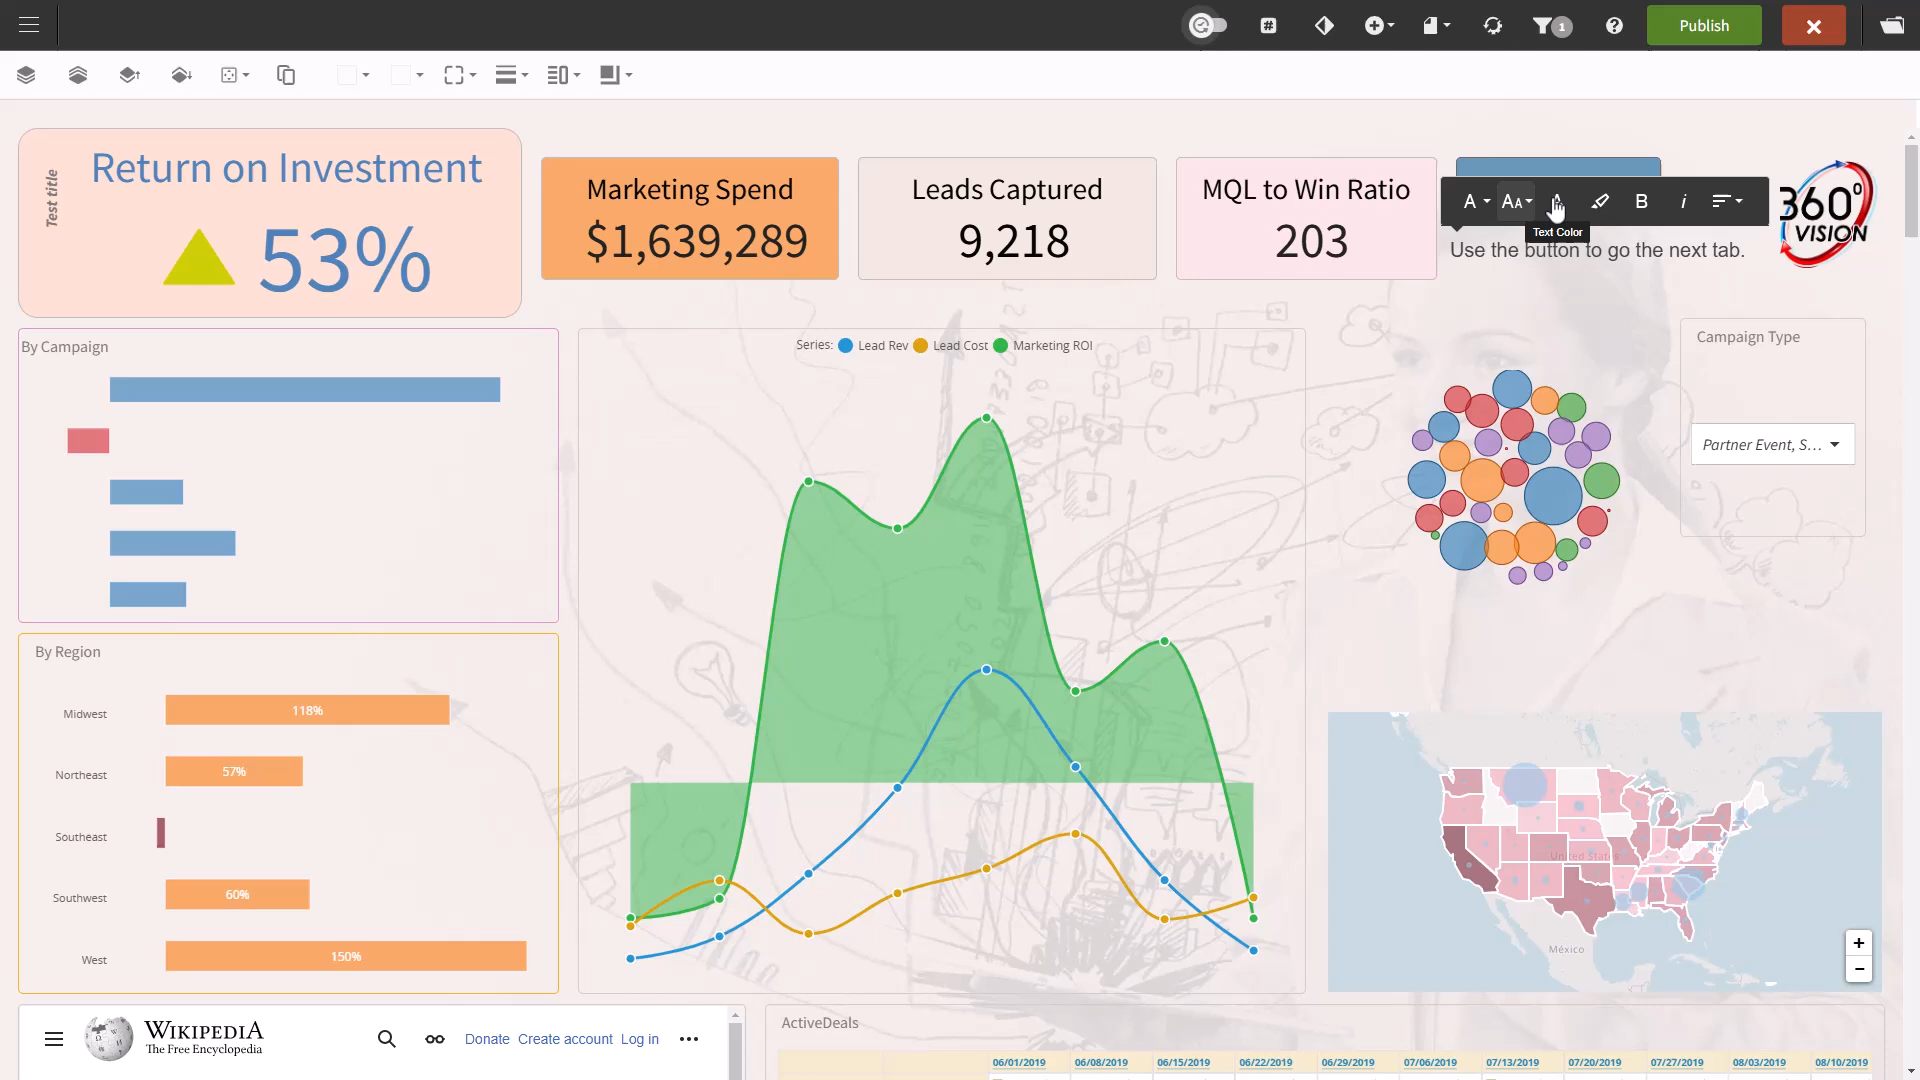 1
Publish
Test title
Return on Investment
53%
Marketing Spend
$1,639,289
Leads Captured
9,218
MQL to Win Ratio
203
A
AA
B
i
Text Color
Use the button to go the next tab.
360°
VISION
By Campaign
Series: Lead Rev Lead Cost Marketing ROI
Campaign Type
Partner Event, S...
By Region
Midwest 118%
Northeast 57%
Southeast
Southwest 60%
West 150%
United States
México
+
−
WIKIPEDIA
The Free Encyclopedia
Donate Create account Log in
ActiveDeals
06/01/2019 06/08/2019 06/15/2019 06/22/2019 06/29/2019 07/06/2019 07/13/2019 07/20/2019 07/27/2019 08/03/2019 08/10/2019